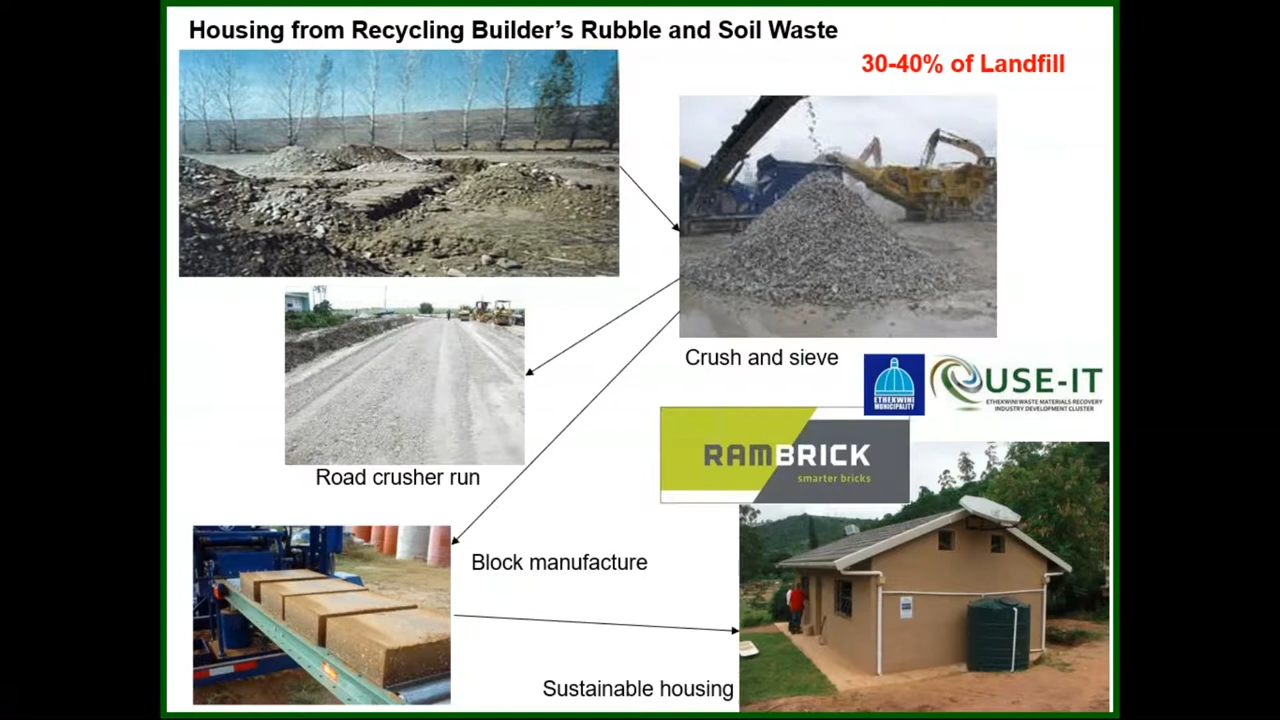 Housing from Recycling Builder's Rubble and Soil Waste
30-40% of Landfill
Crush and sieve
ETHEKWINI
MUNICIPALITY
USE-IT
ETHEKWINI WASTE MATERIALS RECOVERY
INDUSTRY DEVELOPMENT CLUSTER
RAMBRICK
smarter bricks
Road crusher run
Block manufacture
Sustainable housing